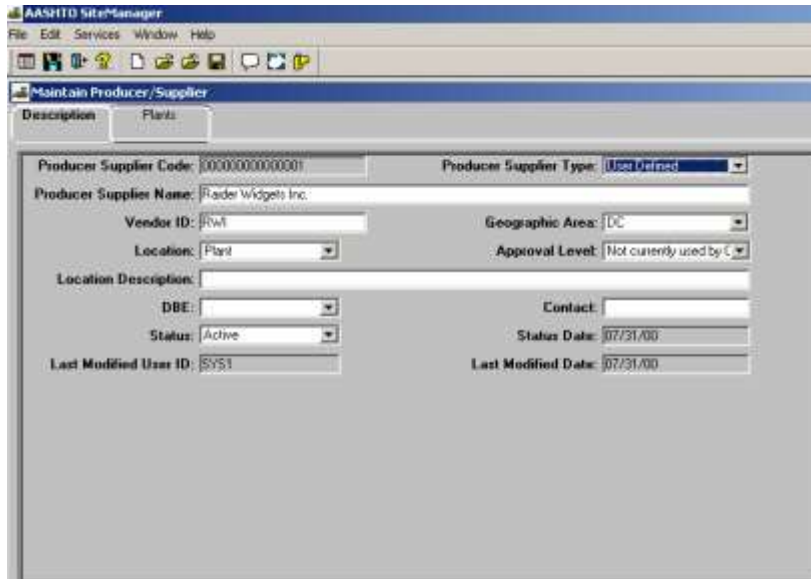 AASHTO SiteManager
File Edit Services Window Help
Maintain Producer/Supplier
Description Plants
Producer Supplier Code: 000000000000001 Producer Supplier Type: User Defined
Producer Supplier Name: Raider Widgets Inc.
Vendor ID: RWI Geographic Area: DC
Location: Plant Approval Level: Not currently used by
Location Description:
DBE: Contact:
Status: Active Status Date: 07/31/00
Last Modified User ID: SYS1 Last Modified Date: 07/31/00